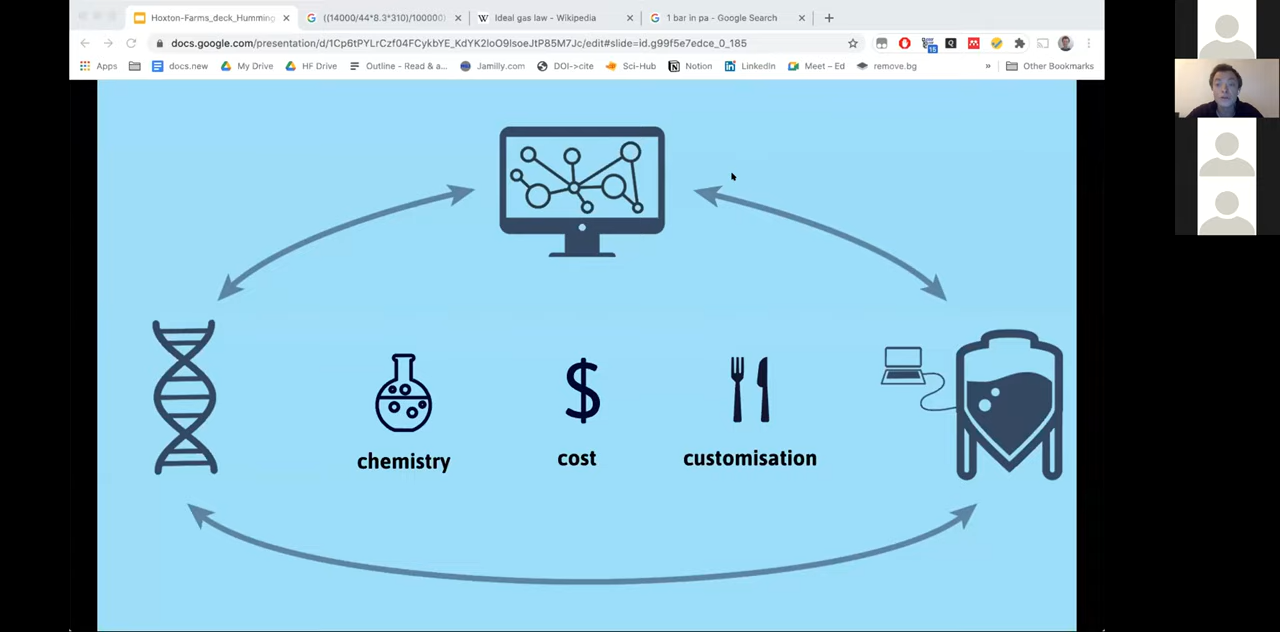 Hoxton-Farms_deck_Humming
((14000/44*8.3*310)/100000)
Ideal gas law - Wikipedia
1 bar in pa - Google Search
docs.google.com/presentation/d/1Cp6tPYLrCzf04FCykbYE_KdYK2loO9lsoeJtP85M7Jc/edit#slide=id.g99f5e7edce_0_185
15
Apps
docs.new
My Drive
HF Drive
Outline - Read & a...
Jamilly.com
DOI->cite
Sci-Hub
Notion
LinkedIn
Meet – Ed
remove.bg
»
Other Bookmarks
$
chemistry
cost
customisation